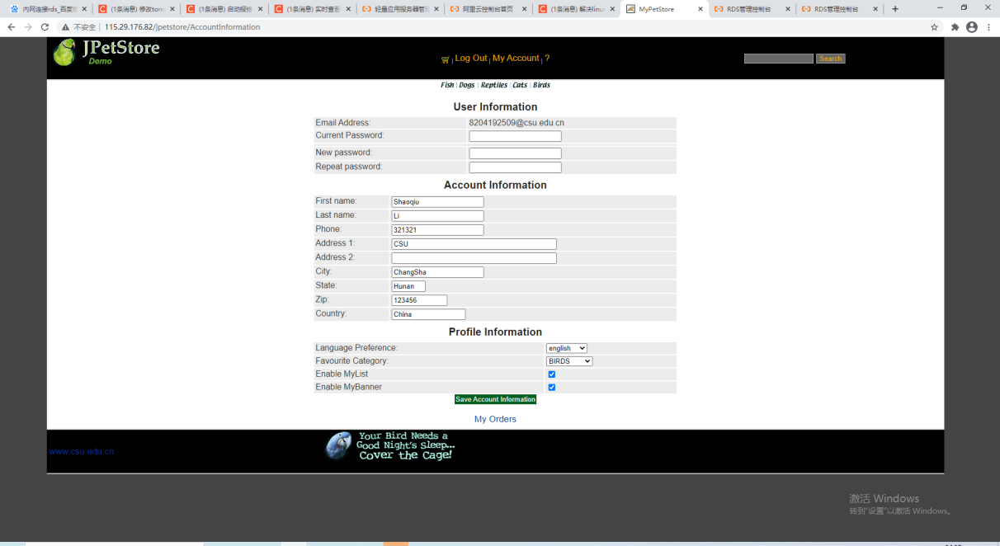 内网连接rds_百度搜
(1条消息) 修改tom
(1条消息) 启动报错
(1条消息) 实时查看
轻量应用服务器管理
阿里云控制台首页
(1条消息) 解决linux
MyPetStore
RDS管理控制台
RDS管理控制台
不安全 | 115.29.176.82/jpetstore/AccountInformation
JPetStore
Demo
| Log Out | My Account | ?
Search
Fish | Dogs | Reptiles | Cats | Birds
User Information
Email Address: 8204192509@csu.edu.cn
Current Password:
New password:
Repeat password:
Account Information
First name: Shaoqiu
Last name: Li
Phone: 321321
Address 1: CSU
Address 2:
City: ChangSha
State: Hunan
Zip: 123456
Country: China
Profile Information
Language Preference: english
Favourite Category: BIRDS
Enable MyList
Enable MyBanner
Save Account Information
My Orders
www.csu.edu.cn
Your Bird Needs a
Good Night's Sleep...
Cover the Cage!
激活 Windows
转到"设置"以激活 Windows。